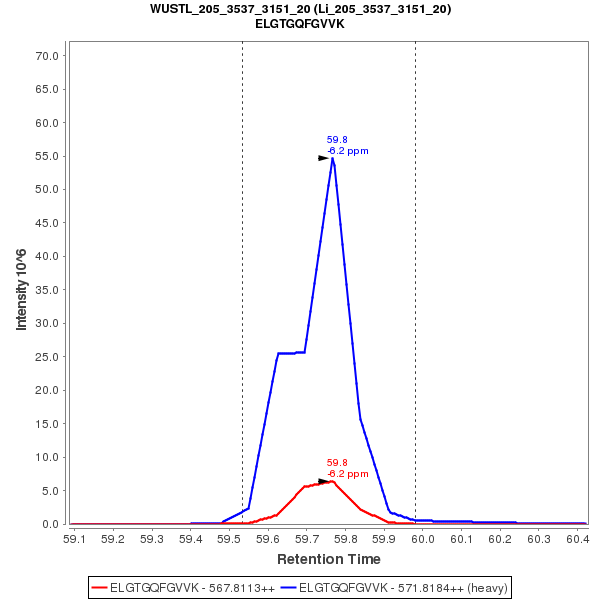 WUSTL_205_3537_3151_20 (Li_205_3537_3151_20)
ELGTGQFGVVK
Intensity 10^6
70.0
65.0
60.0
55.0
50.0
45.0
40.0
35.0
30.0
25.0
20.0
15.0
10.0
5.0
0.0
59.8
-6.2 ppm
59.8
-6.2 ppm
59.1 59.2 59.3 59.4 59.5 59.6 59.7 59.8 59.9 60.0 60.1 60.2 60.3 60.4
Retention Time
ELGTGQFGVVK - 567.8113++ ELGTGQFGVVK - 571.8184++ (heavy)